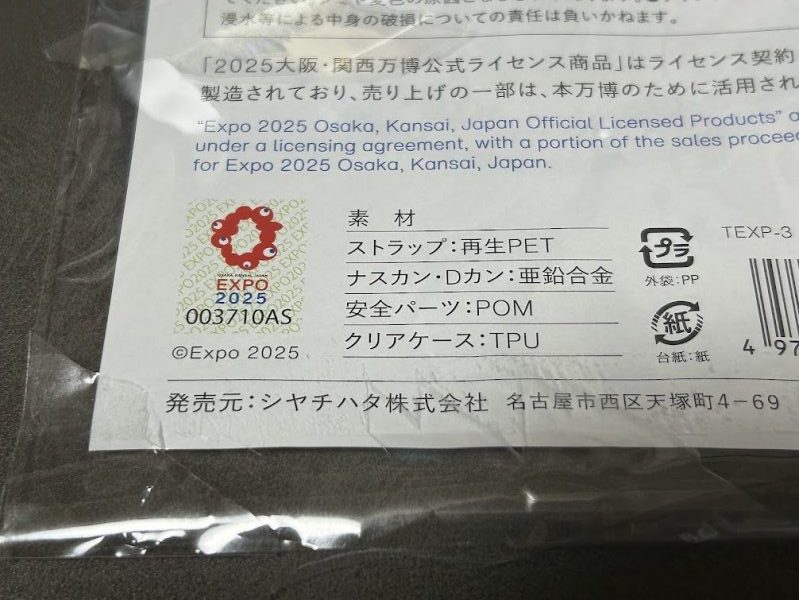 浸水等による中身の破損についての責任は負いかねます。
「2025大阪・関西万博公式ライセンス商品」はライセンス契約
製造されており、売り上げの一部は、本万博のために活用され
“Expo 2025 Osaka, Kansai, Japan Official Licensed Products” a
under a licensing agreement, with a portion of the sales procee
for Expo 2025 Osaka, Kansai, Japan.
OSAKA, KANSAI, JAPAN
EXPO
2025
003710AS
©Expo 2025
素 材
ストラップ:再生PET
ナスカン・Dカン:亜鉛合金
安全パーツ:POM
クリアケース:TPU
プラ
外袋:PP
紙
台紙:紙
TEXP-3
4 97
発売元:シヤチハタ株式会社 名古屋市西区天塚町4-69